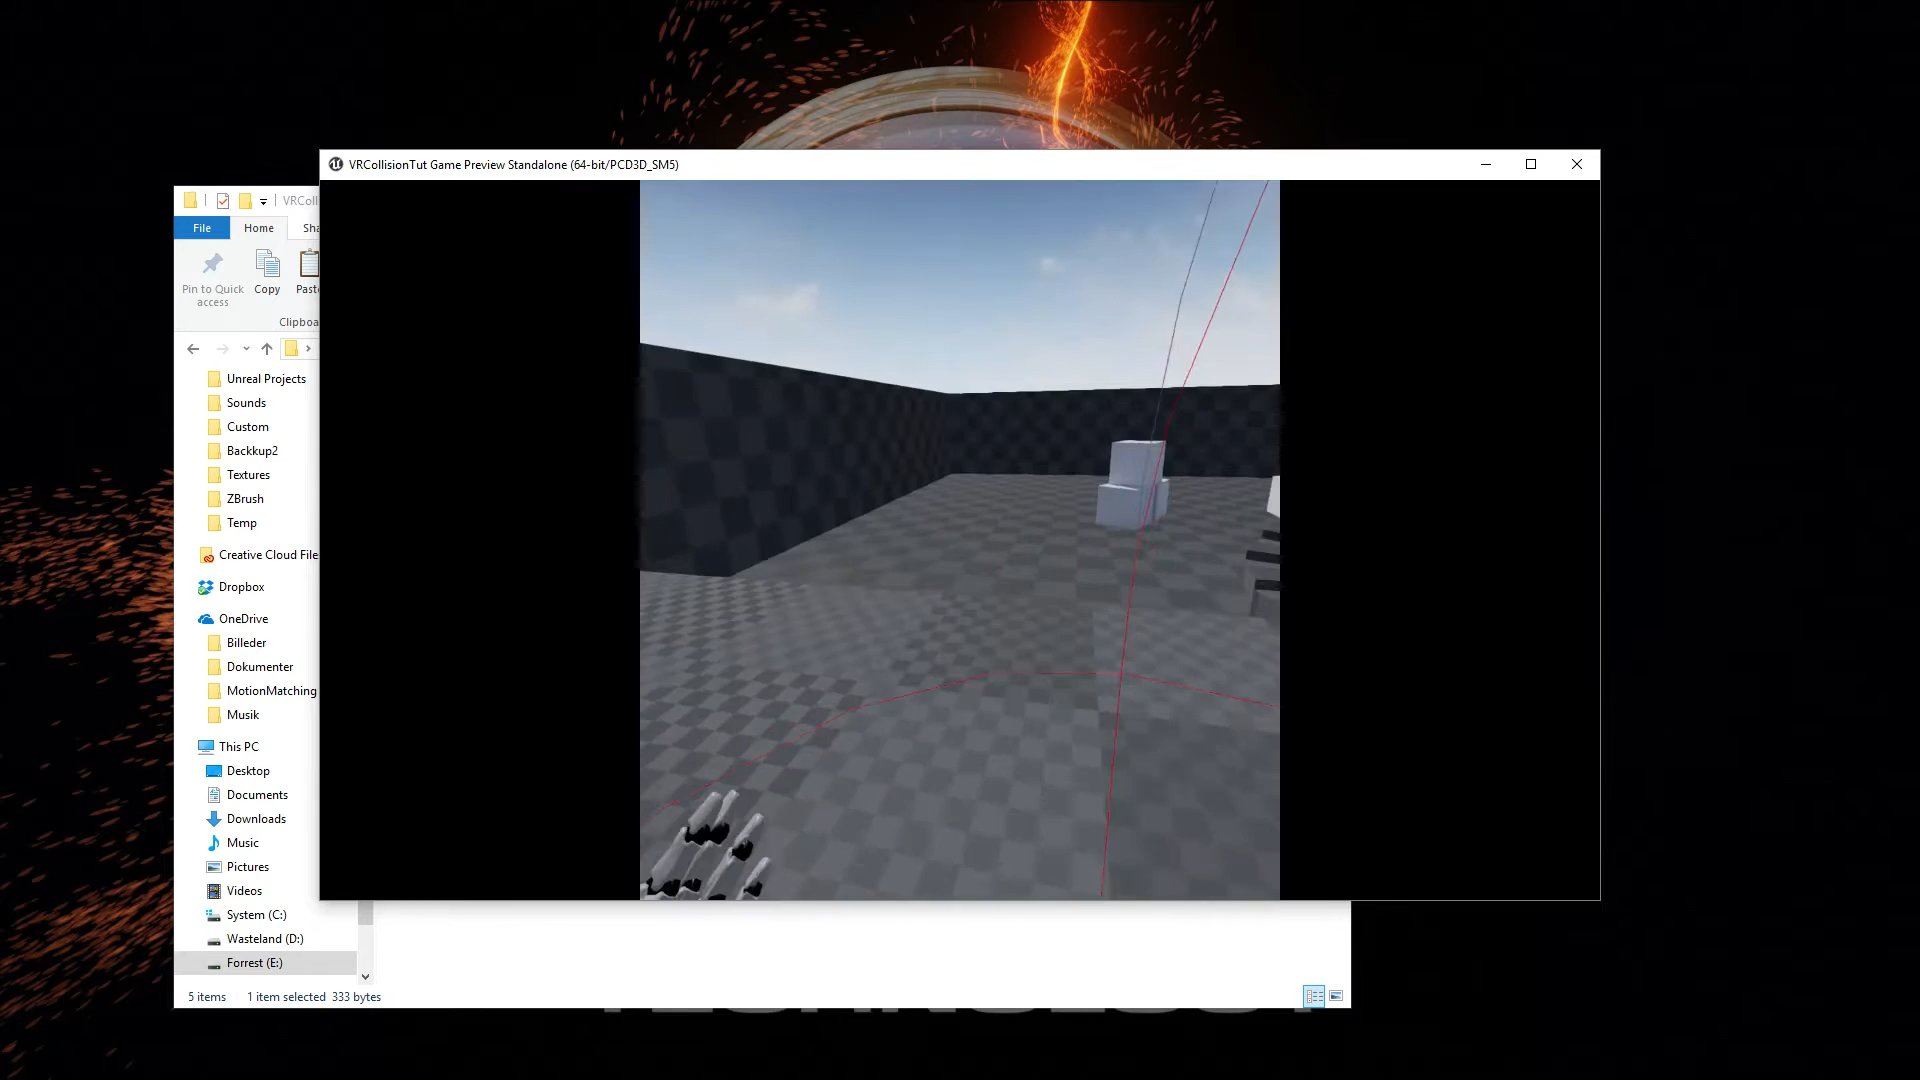 VRCollisionTut Game Preview Standalone (64-bit/PCD3D_SM5)
VRColli
File
Home
Sha
Pin to Quick
access
Copy
Paste
Clipboa
Unreal Projects
Sounds
Custom
Backkup2
Textures
ZBrush
Temp
Creative Cloud File
Dropbox
OneDrive
Billeder
Dokumenter
MotionMatching
Musik
This PC
Desktop
Documents
Downloads
Music
Pictures
Videos
System (C:)
Wasteland (D:)
Forrest (E:)
5 items
1 item selected 333 bytes